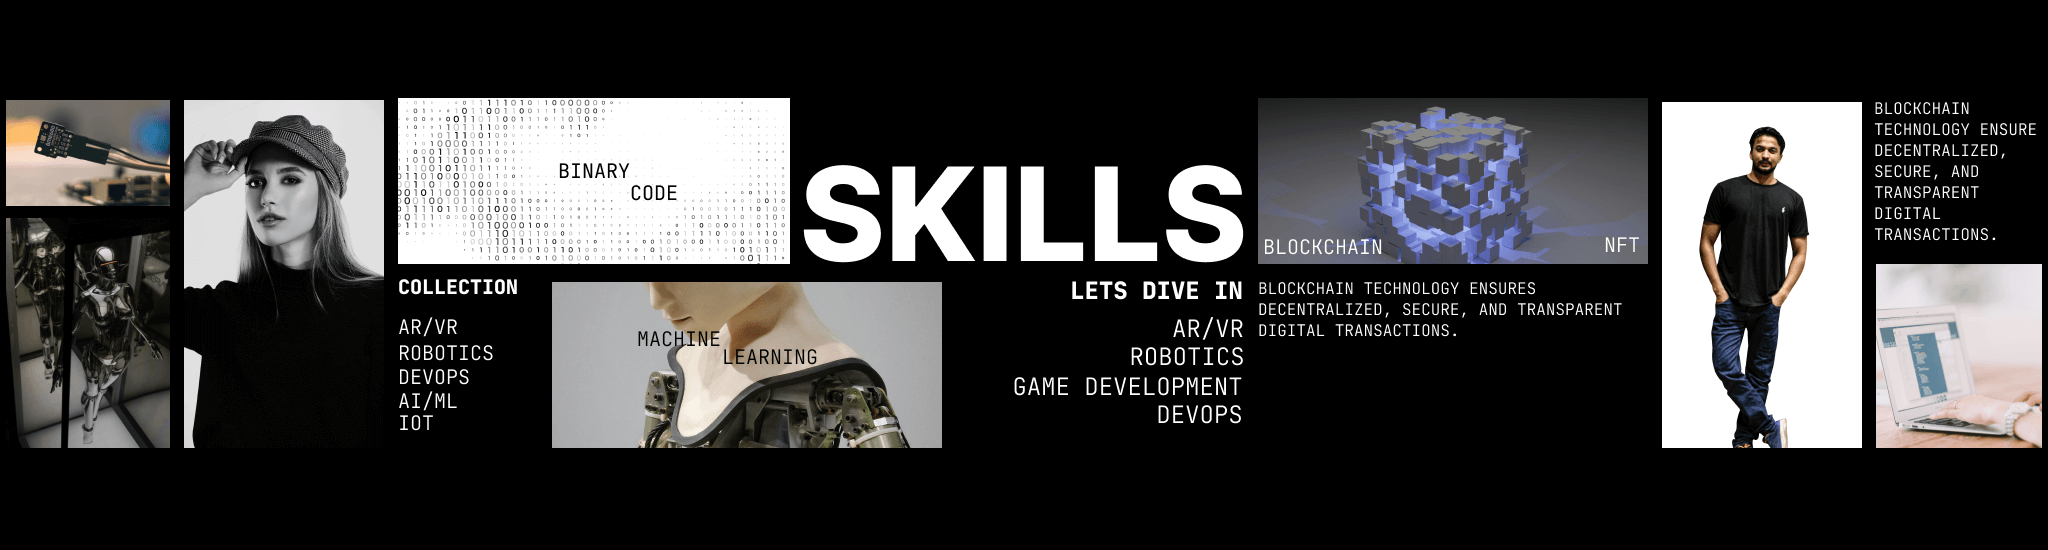 BINARY
CODE
COLLECTION
AR/VR
ROBOTICS
DEVOPS
AI/ML
IOT
MACHINE
LEARNING
SKILLS
LETS DIVE IN
AR/VR
ROBOTICS
GAME DEVELOPMENT
DEVOPS
BLOCKCHAIN
NFT
BLOCKCHAIN TECHNOLOGY ENSURES
DECENTRALIZED, SECURE, AND TRANSPARENT
DIGITAL TRANSACTIONS.
BLOCKCHAIN
TECHNOLOGY ENSURE
DECENTRALIZED,
SECURE, AND
TRANSPARENT
DIGITAL
TRANSACTIONS.